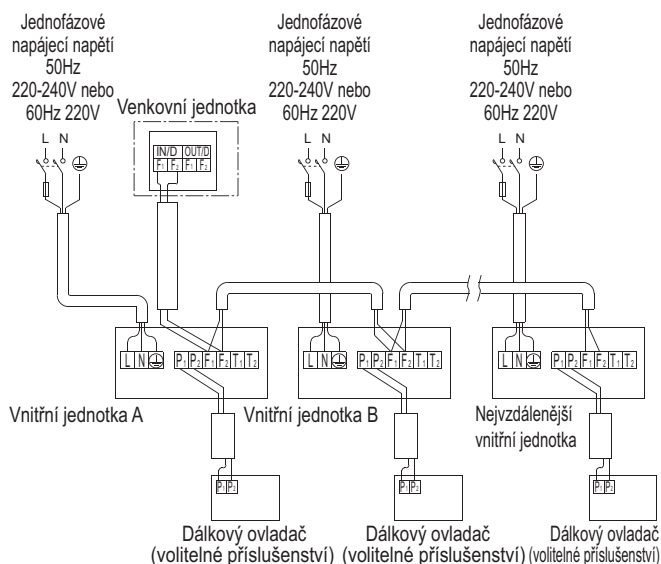 Jednofázové
napájecí napětí
50Hz
220-240V nebo
60Hz 220V
L N
Jednofázové
napájecí napětí
50Hz
220-240V nebo
60Hz 220V
L N
Jednofázové
napájecí napětí
50Hz
220-240V nebo
60Hz 220V
L N
Venkovní jednotka
IN/D OUT/D
F1 F2 F1 F2
L N P1 P2 F1 F2 T1 T2
L N P1 P2 F1 F2 T1 T2
L N P1 P2 F1 F2 T1 T2
Vnitřní jednotka A
Vnitřní jednotka B
Nejvzdálenější
vnitřní jednotka
P1 P2
P1 P2
P1 P2
Dálkový ovladač
(volitelné příslušenství)
Dálkový ovladač
(volitelné příslušenství)
Dálkový ovladač
(volitelné příslušenství)